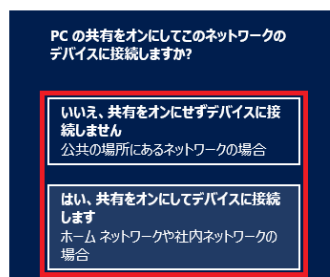 PC の共有をオンにしてこのネットワークの
デバイスに接続しますか?
いいえ、共有をオンにせずデバイスに接
続しません
公共の場所にあるネットワークの場合
はい、共有をオンにしてデバイスに接続
します
ホーム ネットワークや社内ネットワークの
場合